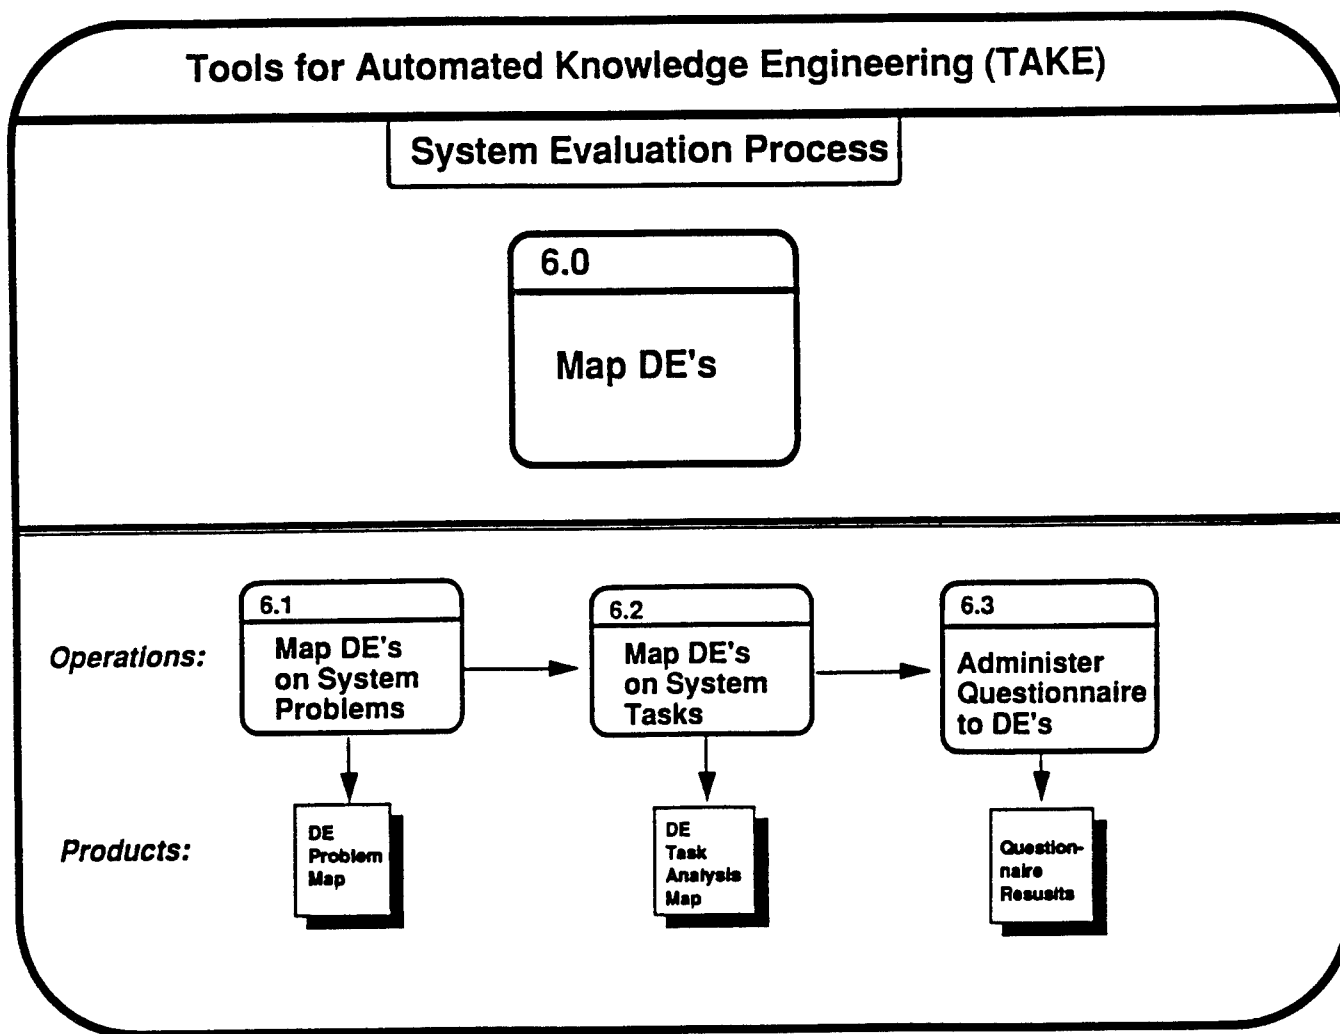 Tools for Automated Knowledge Engineering (TAKE)
System Evaluation Process
6.0
Map DE's
Operations:
6.1
Map DE's
on System
Problems
6.2
Map DE's
on System
Tasks
6.3
Administer
Questionnaire
to DE's
Products:
DE
Problem
Map
DE
Task
Analysis
Map
Question-
naire
Resuslts